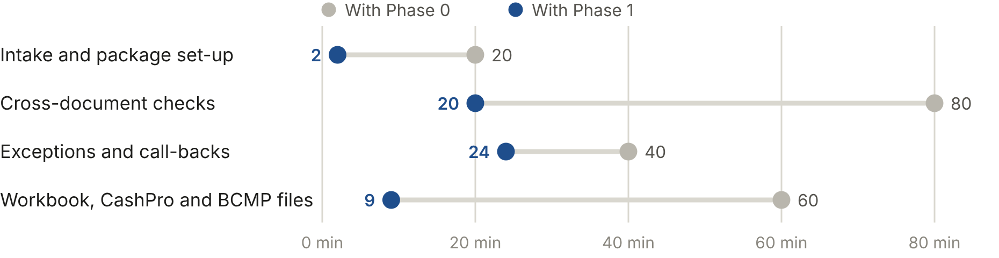 With Phase 0 With Phase 1
Intake and package set-up 2 20
Cross-document checks 20 80
Exceptions and call-backs 24 40
Workbook, CashPro and BCMP files 9 60
0 min 20 min 40 min 60 min 80 min